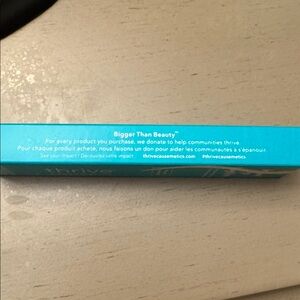 Bigger Than Beauty™
For every product you purchase, we donate to help communities thrive.
Pour chaque produit acheté, nous faisons un don pour aider les communautés à s'épanouir.
See your impact / Découvrez votre impact : thrivecausemetics.com #thrivecausemetics
thrive